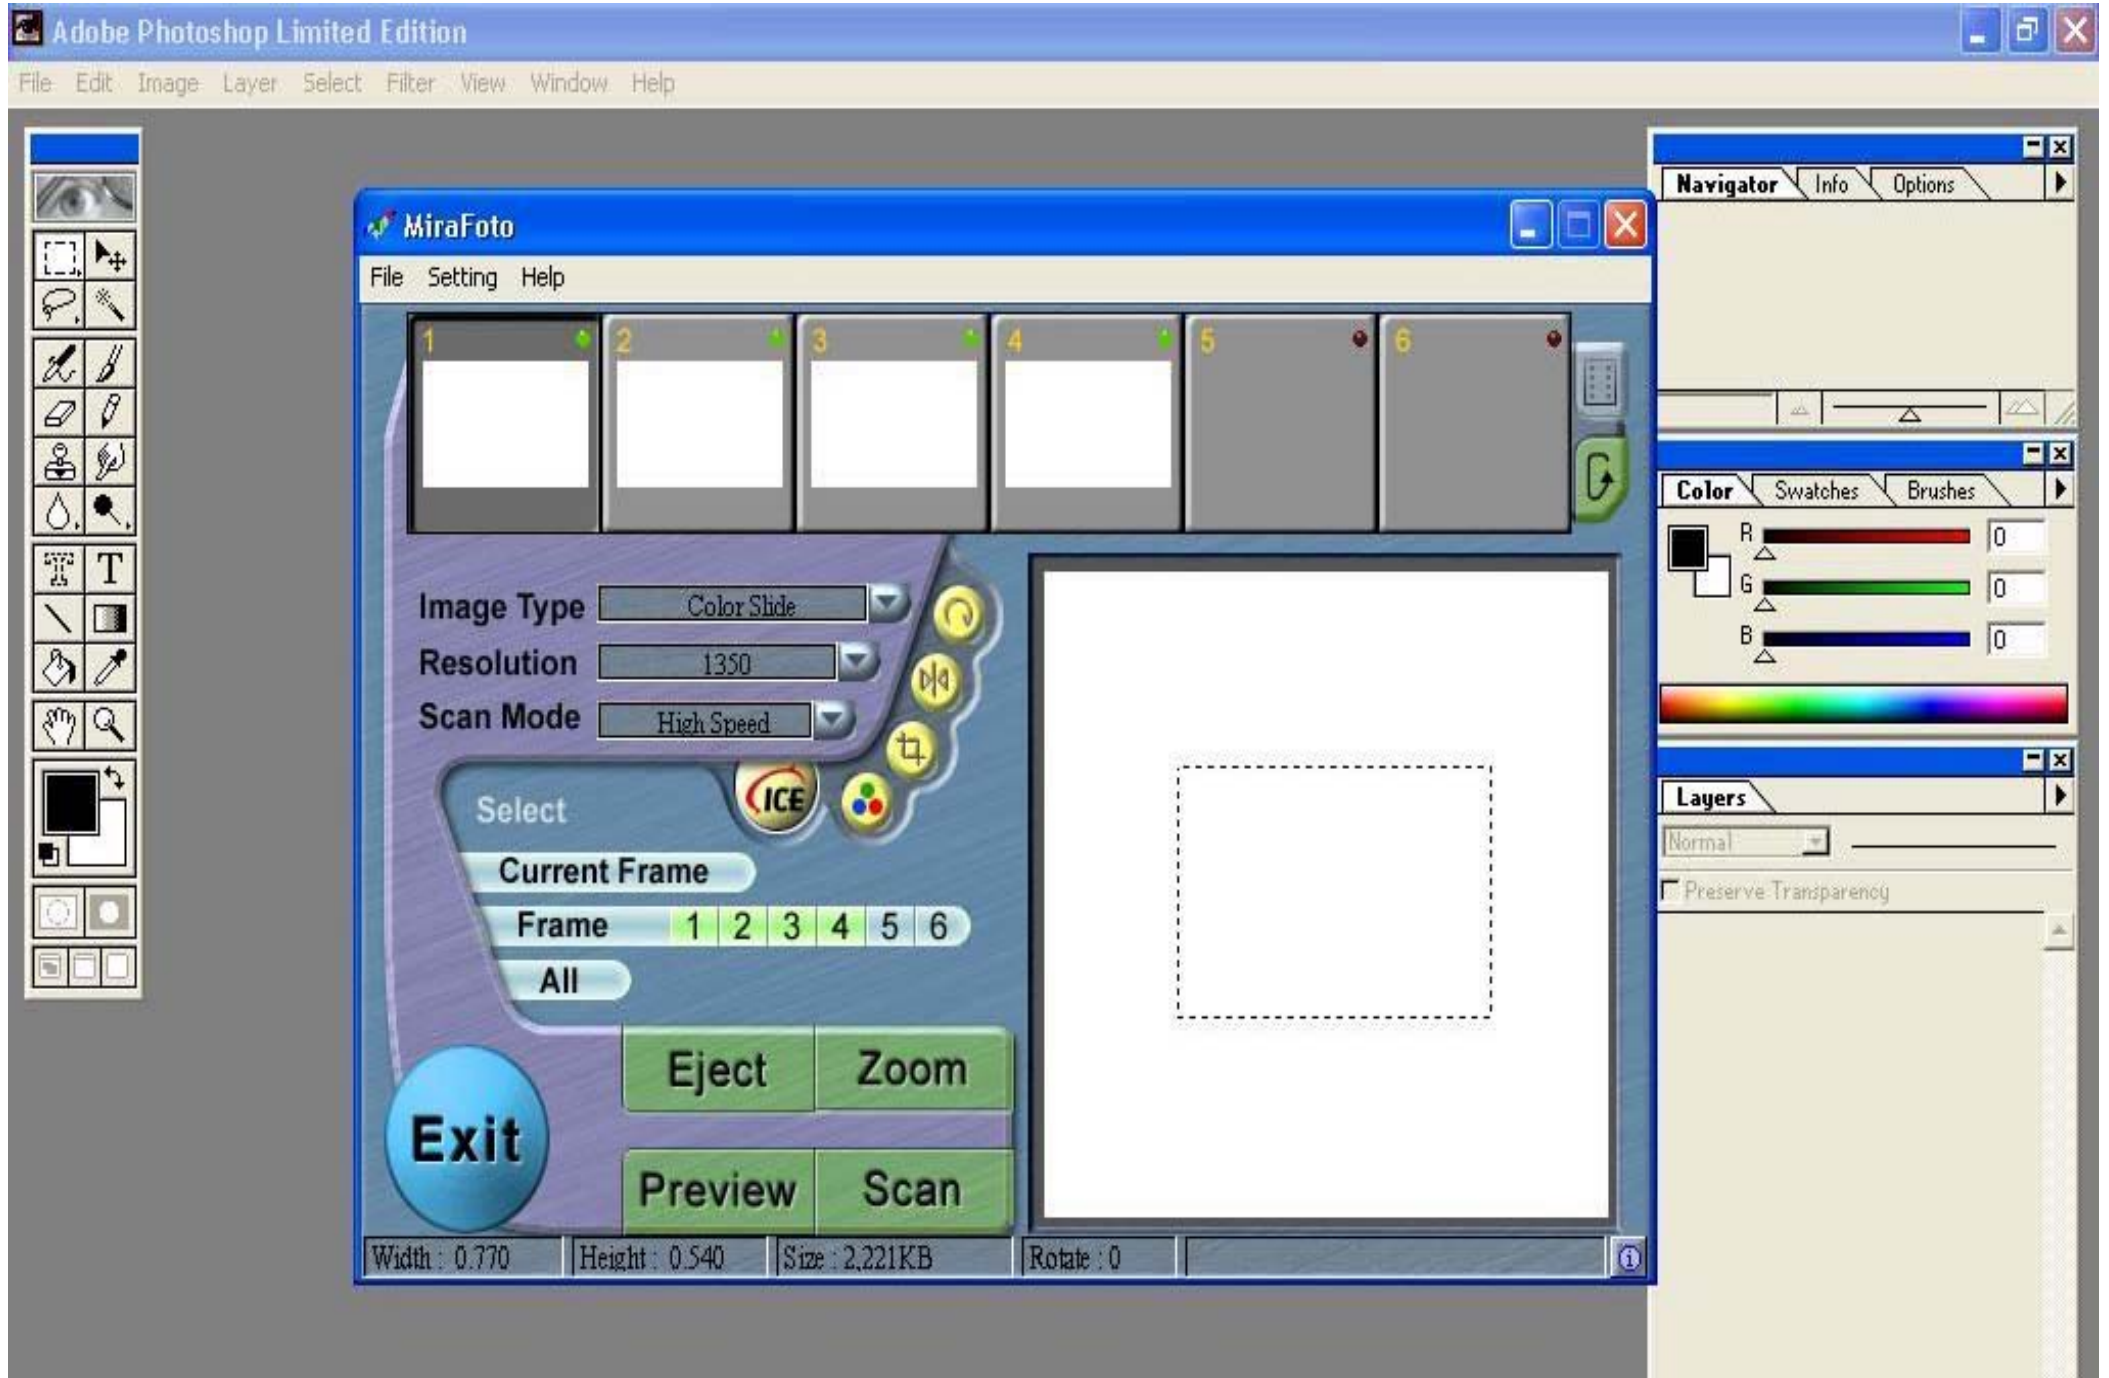 Adobe Photoshop Limited Edition
File Edit Image Layer Select Filter View Window Help
MiraFoto
File Setting Help
1 2 3 4 5 6
Image Type Color Slide
Resolution 1350
Scan Mode High Speed
ICE
Select
Current Frame
Frame 1 2 3 4 5 6
All
Eject Zoom
Exit
Preview Scan
Width : 0.770 Height : 0.540 Size : 2,221KB Rotate : 0
T T
Navigator Info Options
Color Swatches Brushes
R 0
G 0
B 0
Layers
Normal
Preserve Transparency